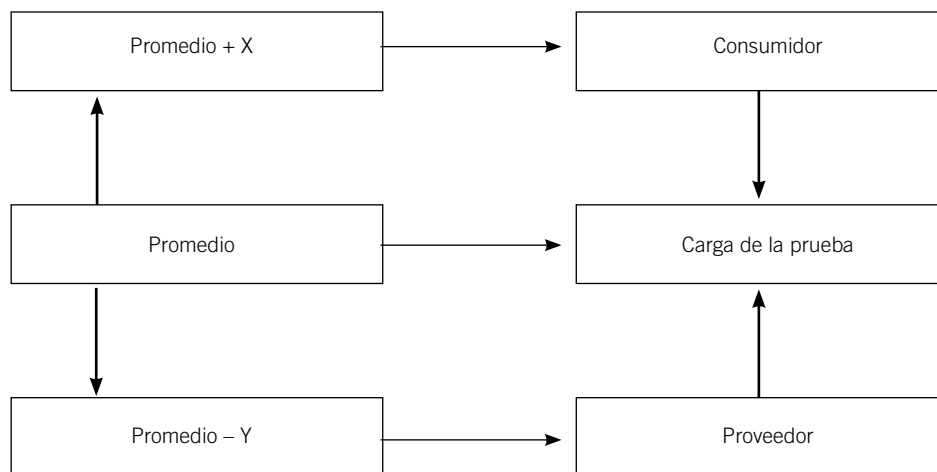 Promedio + X
Consumidor
Promedio
Carga de la prueba
Promedio – Y
Proveedor